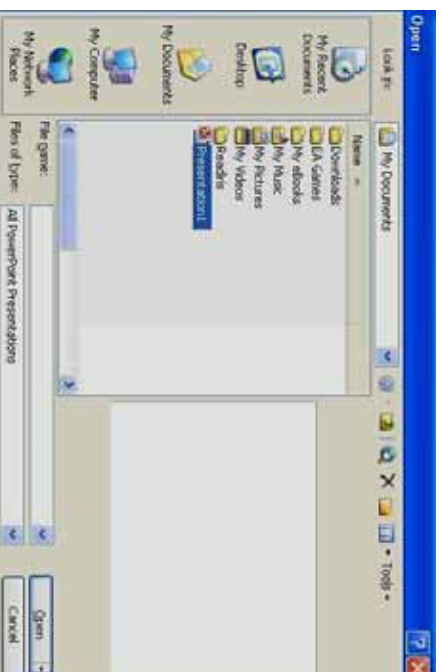 Open
Look in:
My Documents
Tools
My Recent
Documents
Desktop
My Documents
My Computer
My Network
Places
Name
Downloads
EA Games
My eBooks
My Music
My Pictures
My Videos
Readiris
Presentation1
File name:
Open
Files of type:
All PowerPoint Presentations
Cancel